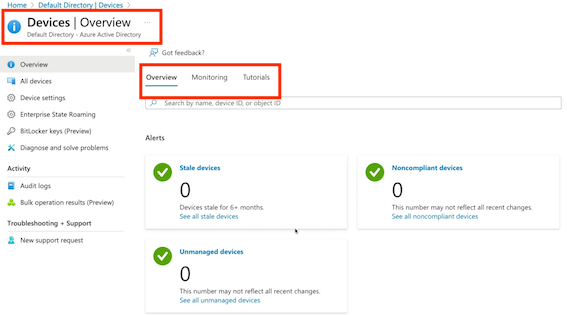 Home > Default Directory | Devices >
Devices | Overview ...
Default Directory - Azure Active Directory
Overview
All devices
Device settings
Enterprise State Roaming
BitLocker keys (Preview)
Diagnose and solve problems
Activity
Audit logs
Bulk operation results (Preview)
Troubleshooting + Support
New support request
Got feedback?
Overview Monitoring Tutorials
Search by name, device ID, or object ID
Alerts
Stale devices
0
Devices stale for 6+ months.
See all stale devices
Noncompliant devices
0
This number may not reflect all recent changes.
See all noncompliant devices
Unmanaged devices
0
This number may not reflect all recent changes.
See all unmanaged devices